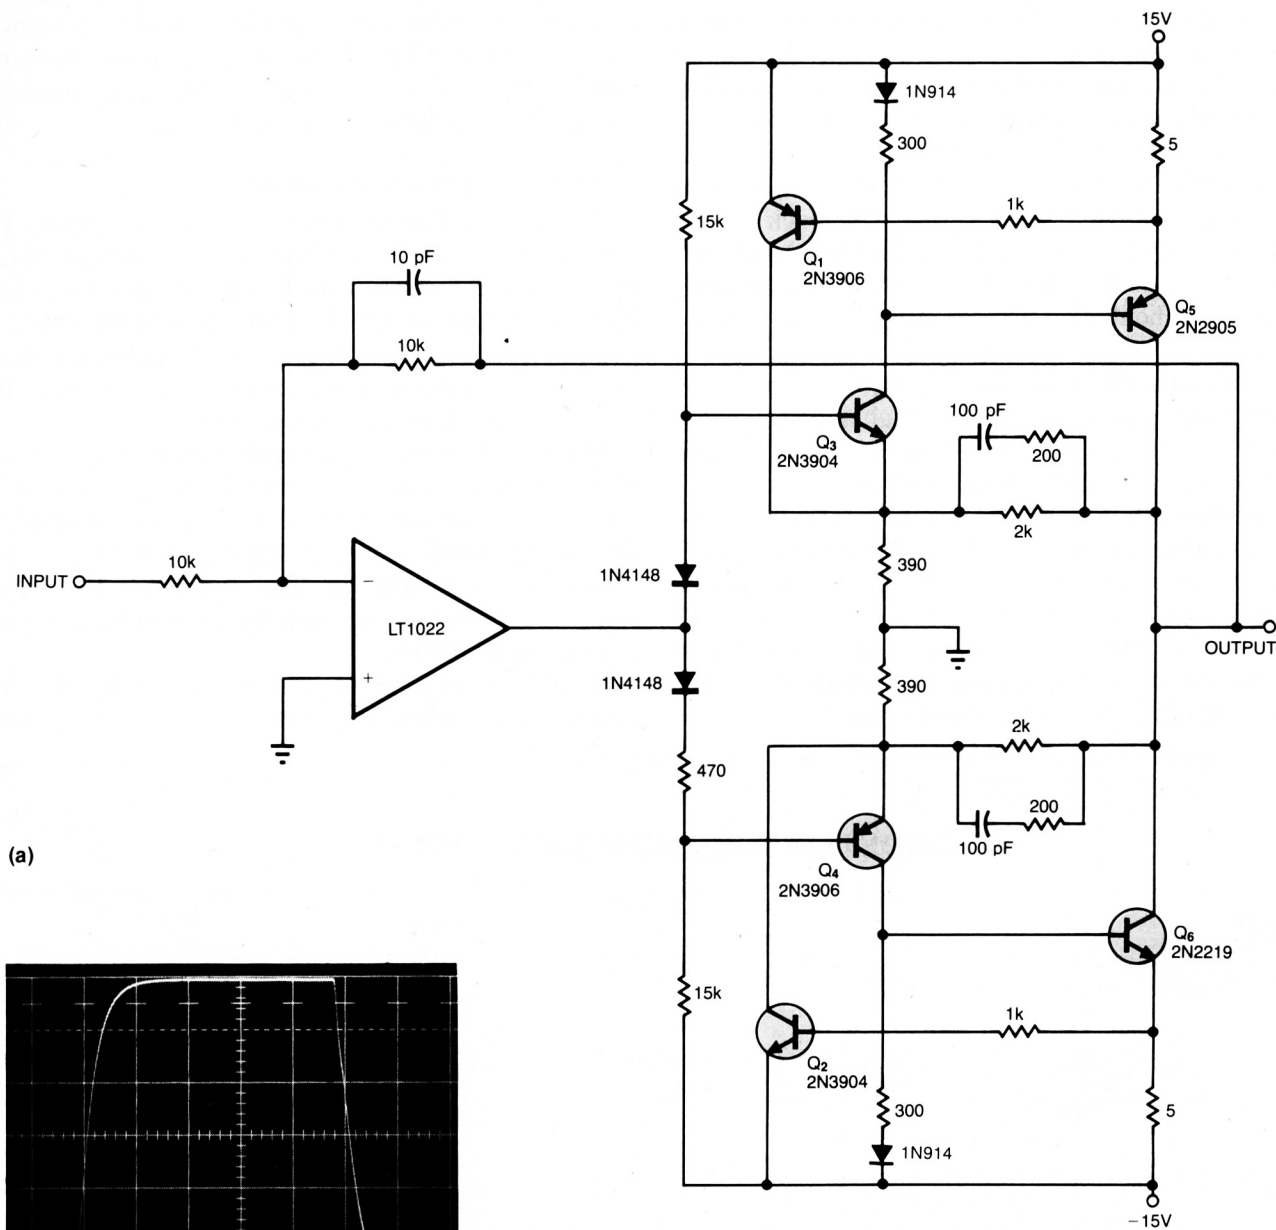 15V
1N914
300
5
15k
1k
Q1
2N3906
10 pF
Q5
2N2905
10k
100 pF
Q3
2N3904
200
2k
10k
390
1N4148
INPUT
−
LT1022
OUTPUT
+
1N4148
390
2k
470
200
100 pF
(a)
Q4
2N3906
Q6
2N2219
15k
1k
Q2
2N3904
300
5
1N914
−15V